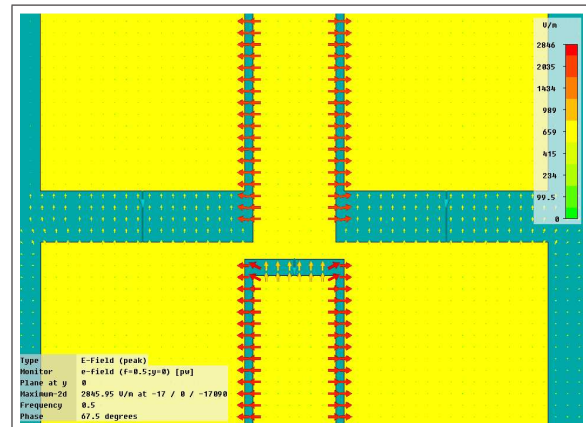 V/m
2846
2035
1434
989
659
415
234
99.5
0
Type E-Field (peak)
Monitor e-field (f=0.5;y=0) [pw]
Plane at y 0
Maximum-2d 2845.95 V/m at -17 / 0 / -17090
Frequency 0.5
Phase 67.5 degrees